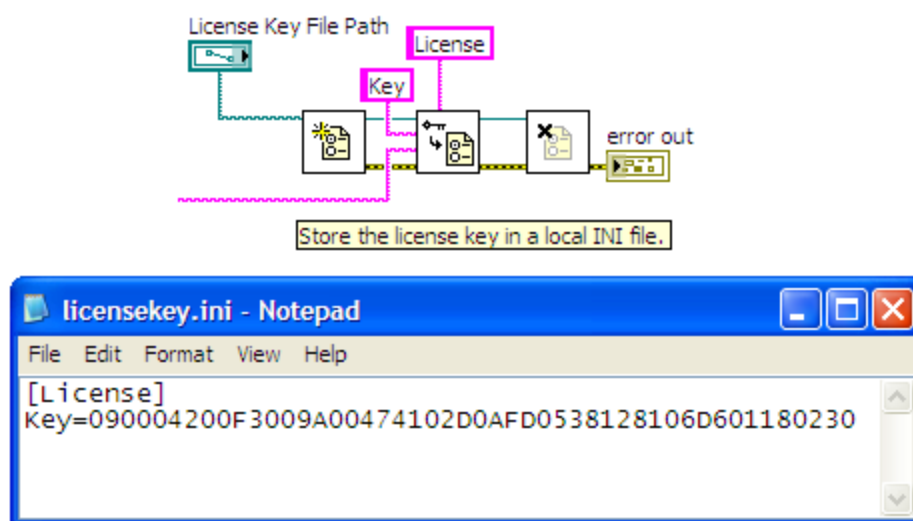 License Key File Path
License
Key
error out
Store the license key in a local INI file.
licensekey.ini - Notepad
File Edit Format View Help
[License]
Key=090004200F3009A00474102D0AFD0538128106D601180230